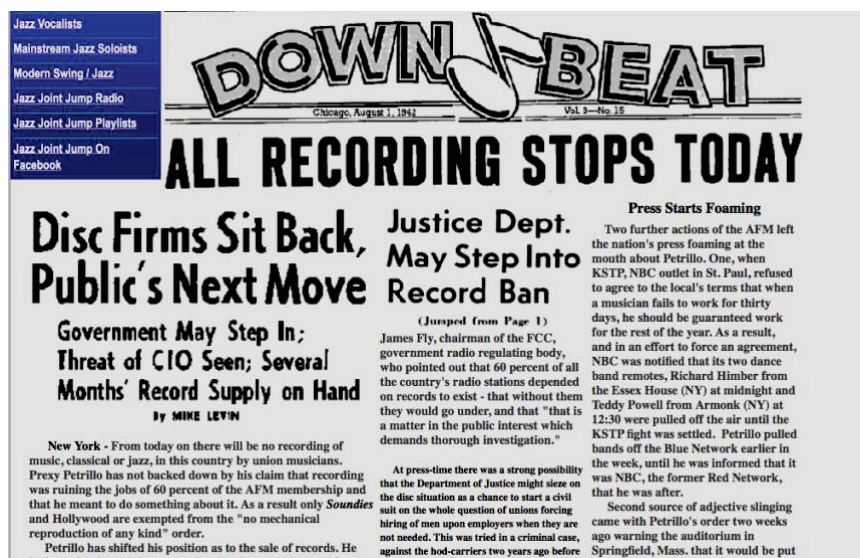 Jazz Vocalists
Mainstream Jazz Soloists
Modern Swing / Jazz
Jazz Joint Jump Radio
Jazz Joint Jump Playlists
Jazz Joint Jump On
Facebook
DOWN BEAT
Chicago, August 1, 1942
Vol. 9—No. 15
ALL RECORDING STOPS TODAY
Disc Firms Sit Back,
Public's Next Move
Government May Step In;
Threat of CIO Seen; Several
Months' Record Supply on Hand
By MIKE LEVIN
New York - From today on there will be no recording of
music, classical or jazz, in this country by union musicians.
Prexy Petrillo has not backed down by his claim that recording
was ruining the jobs of 60 percent of the AFM membership and
that he meant to do something about it. As a result only Soundies
and Hollywood are exempted from the "no mechanical
reproduction of any kind" order.
Petrillo has shifted his position as to the sale of records. He
Justice Dept.
May Step Into
Record Ban
(Jumped from Page 1)
James Fly, chairman of the FCC,
government radio regulating body,
who pointed out that 60 percent of all
the country's radio stations depended
on records to exist - that without them
they would go under, and that "that is
a matter in the public interest which
demands thorough investigation."
At press-time there was a strong possibility
that the Department of Justice might sieze on
the disc situation as a chance to start a civil
suit on the whole question of unions forcing
hiring of men upon employers when they are
not needed. This was tried in a criminal case,
against the hod-carriers two years ago before
Press Starts Foaming
Two further actions of the AFM left
the nation's press foaming at the
mouth about Petrillo. One, when
KSTP, NBC outlet in St. Paul, refused
to agree to the local's terms that when
a musician fails to work for thirty
days, he should be guaranteed work
for the rest of the year. As a result,
and in an effort to force an agreement,
NBC was notified that its two dance
band remotes, Richard Himber from
the Essex House (NY) at midnight and
Teddy Powell from Armonk (NY) at
12:30 were pulled off the air until the
KSTP fight was settled. Petrillo pulled
bands off the Blue Network earlier in
the week, until he was informed that it
was NBC, the former Red Network,
that he was after.
Second source of adjective slinging
came with Petrillo's order two weeks
ago warning the auditorium in
Springfield, Mass. that it would be put